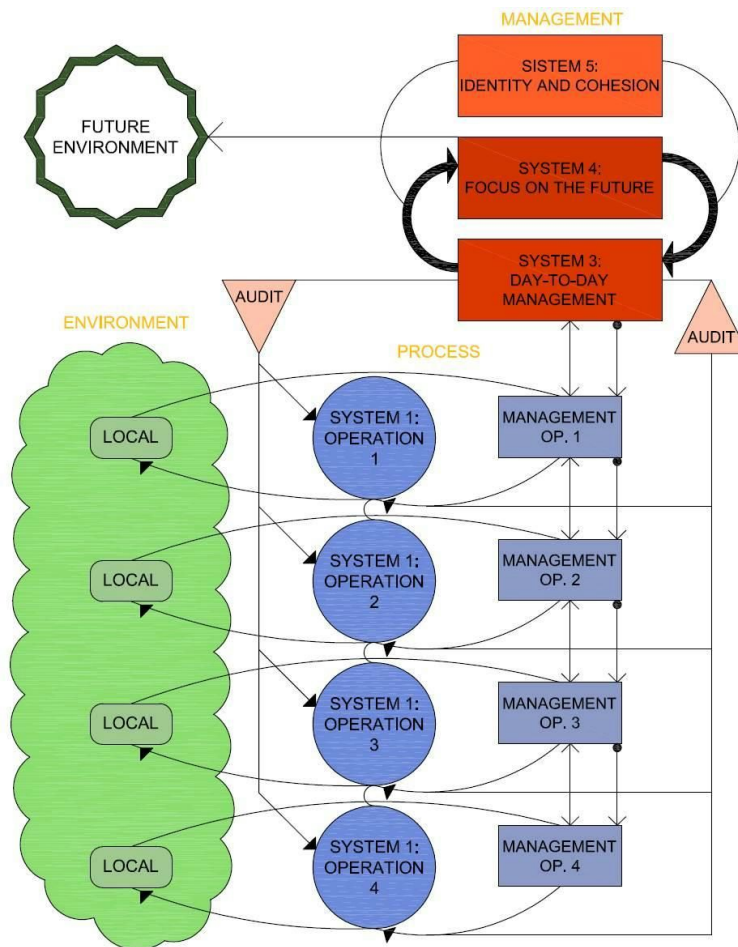 MANAGEMENT
SISTEM 5:
IDENTITY AND COHESION
FUTURE
ENVIRONMENT
SYSTEM 4:
FOCUS ON THE FUTURE
SYSTEM 3:
DAY-TO-DAY
MANAGEMENT
AUDIT
AUDIT
ENVIRONMENT
PROCESS
LOCAL
SYSTEM 1:
OPERATION
1
MANAGEMENT
OP. 1
LOCAL
SYSTEM 1:
OPERATION
2
MANAGEMENT
OP. 2
LOCAL
SYSTEM 1:
OPERATION
3
MANAGEMENT
OP. 3
LOCAL
SYSTEM 1:
OPERATION
4
MANAGEMENT
OP. 4